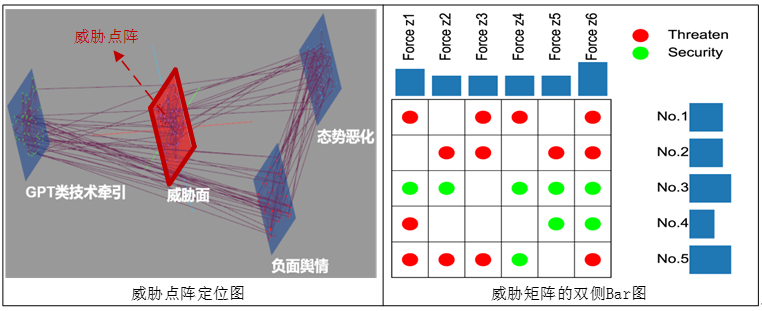 威胁点阵
态势恶化
GPT类技术牵引
威胁面
负面舆情
威胁点阵定位图
Force z1
Force z2
Force z3
Force z4
Force z5
Force z6
Threaten
Security
No.1
No.2
No.3
No.4
No.5
威胁矩阵的双侧Bar图